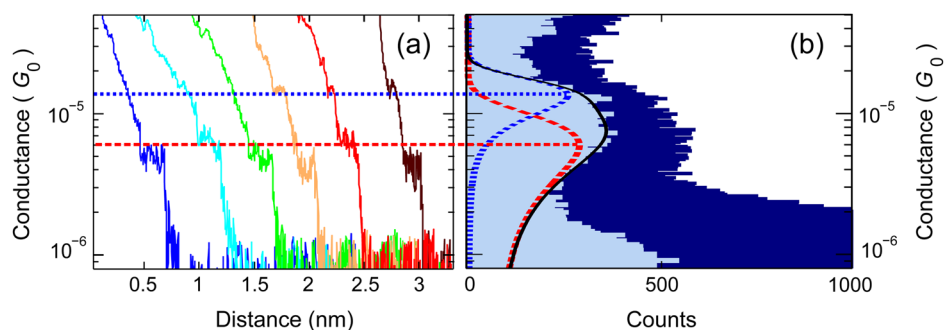 (a)
(b)
Conductance ( G0 )
10-5
10-6
0.5 1 1.5 2 2.5 3
Distance (nm)
0 500 1000
Counts
10-5
10-6
Conductance ( G0 )